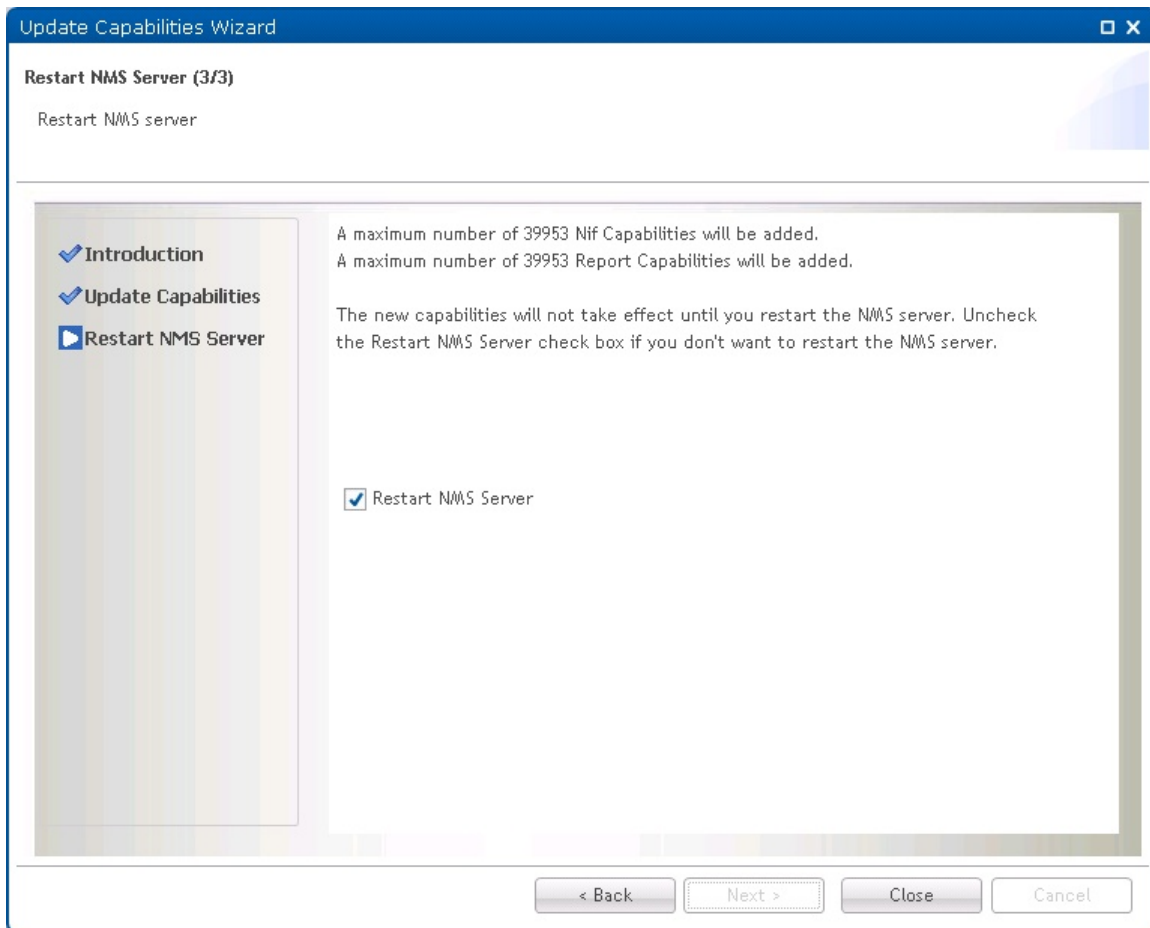 Update Capabilities Wizard
Restart NMS Server (3/3)
Restart NMS server
Introduction
Update Capabilities
Restart NMS Server
A maximum number of 39953 Nif Capabilities will be added.
A maximum number of 39953 Report Capabilities will be added.
The new capabilities will not take effect until you restart the NMS server. Uncheck
the Restart NMS Server check box if you don't want to restart the NMS server.
Restart NMS Server
< Back
Next >
Close
Cancel